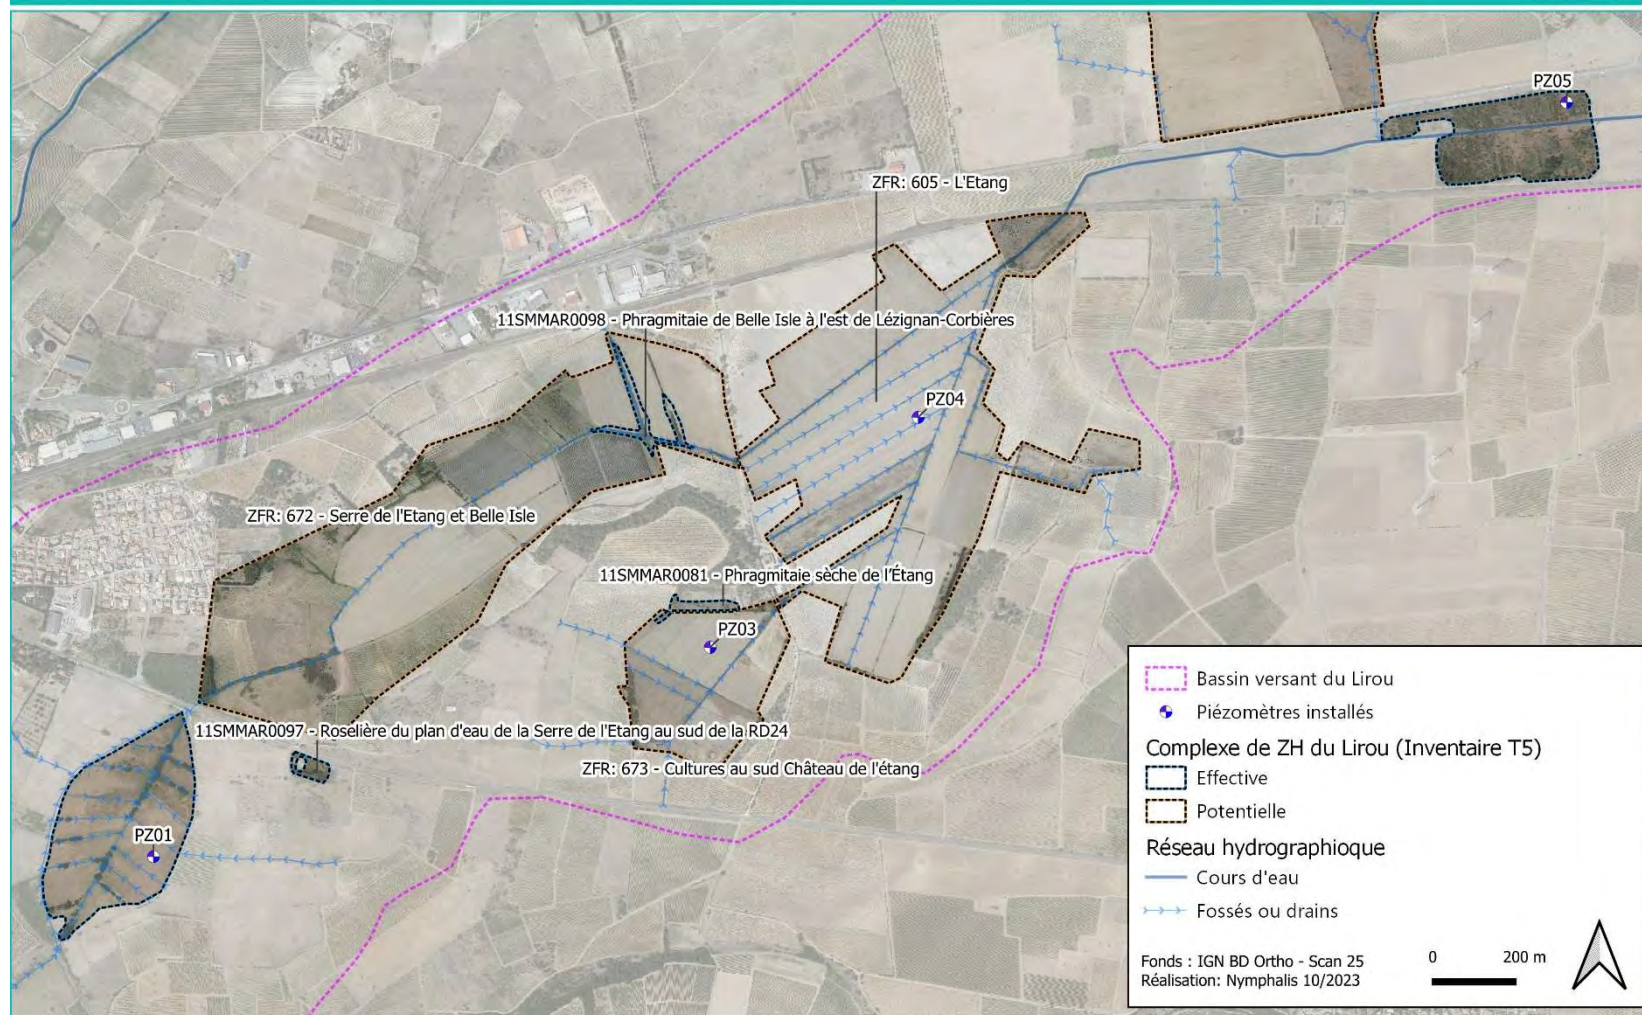 PZ05
ZFR: 605 - L'Etang
11SMMAR0098 - Phragmitaie de Belle Isle à l'est de Lézignan-Corbières
PZ04
ZFR: 672 - Serre de l'Etang et Belle Isle
11SMMAR0081 - Phragmitaie sèche de l'Étang
PZ03
11SMMAR0097 - Roselière du plan d'eau de la Serre de l'Etang au sud de la RD24
ZFR: 673 - Cultures au sud Château de l'étang
PZ01
Bassin versant du Lirou
Piézomètres installés
Complexe de ZH du Lirou (Inventaire T5)
Effective
Potentielle
Réseau hydrographioque
Cours d'eau
Fossés ou drains
Fonds : IGN BD Ortho - Scan 25
Réalisation: Nymphalis 10/2023
0 200 m